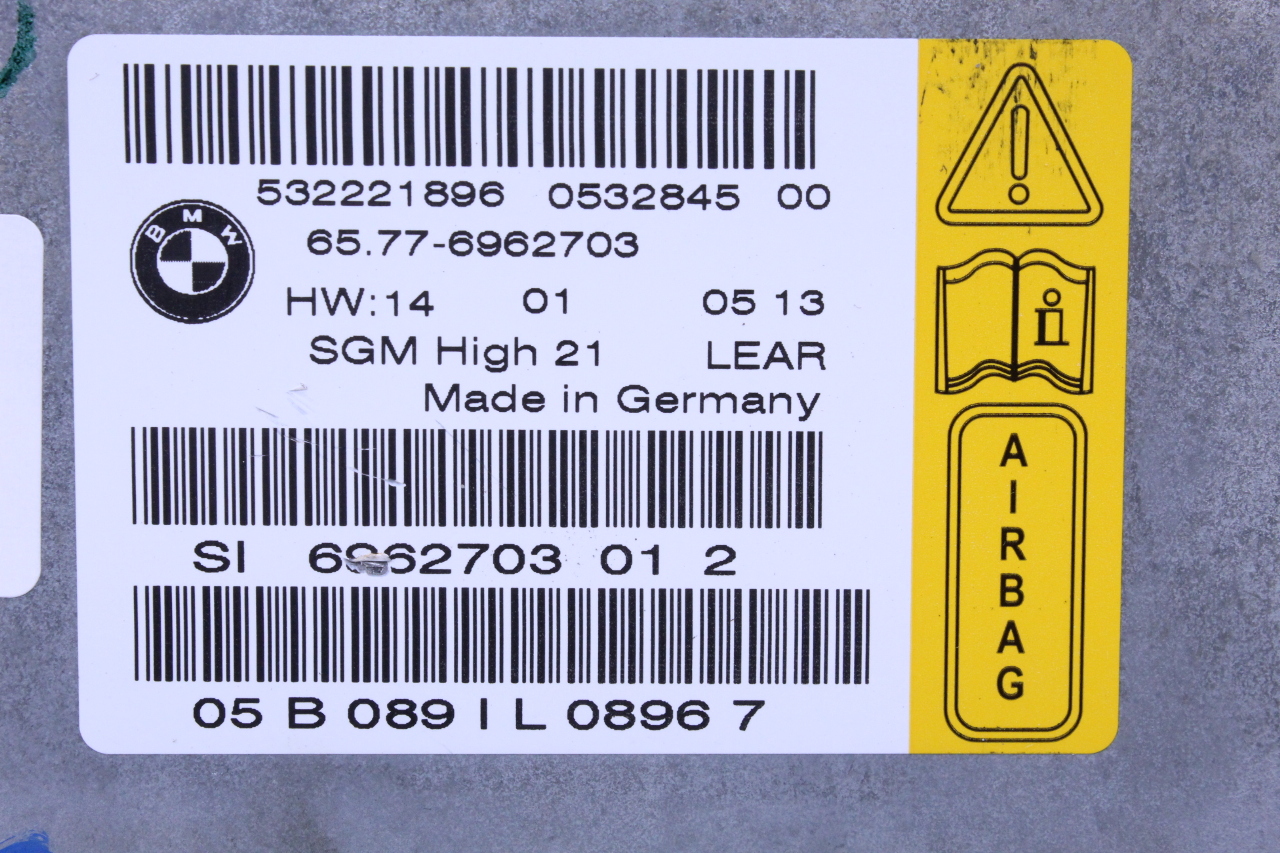 532221896 0532845 00
BMW
65.77-6962703
HW:14 01 05 13
SGM High 21 LEAR
Made in Germany
SI 6962703 01 2
05 B 089 I L 0896 7
i
AIRBAG